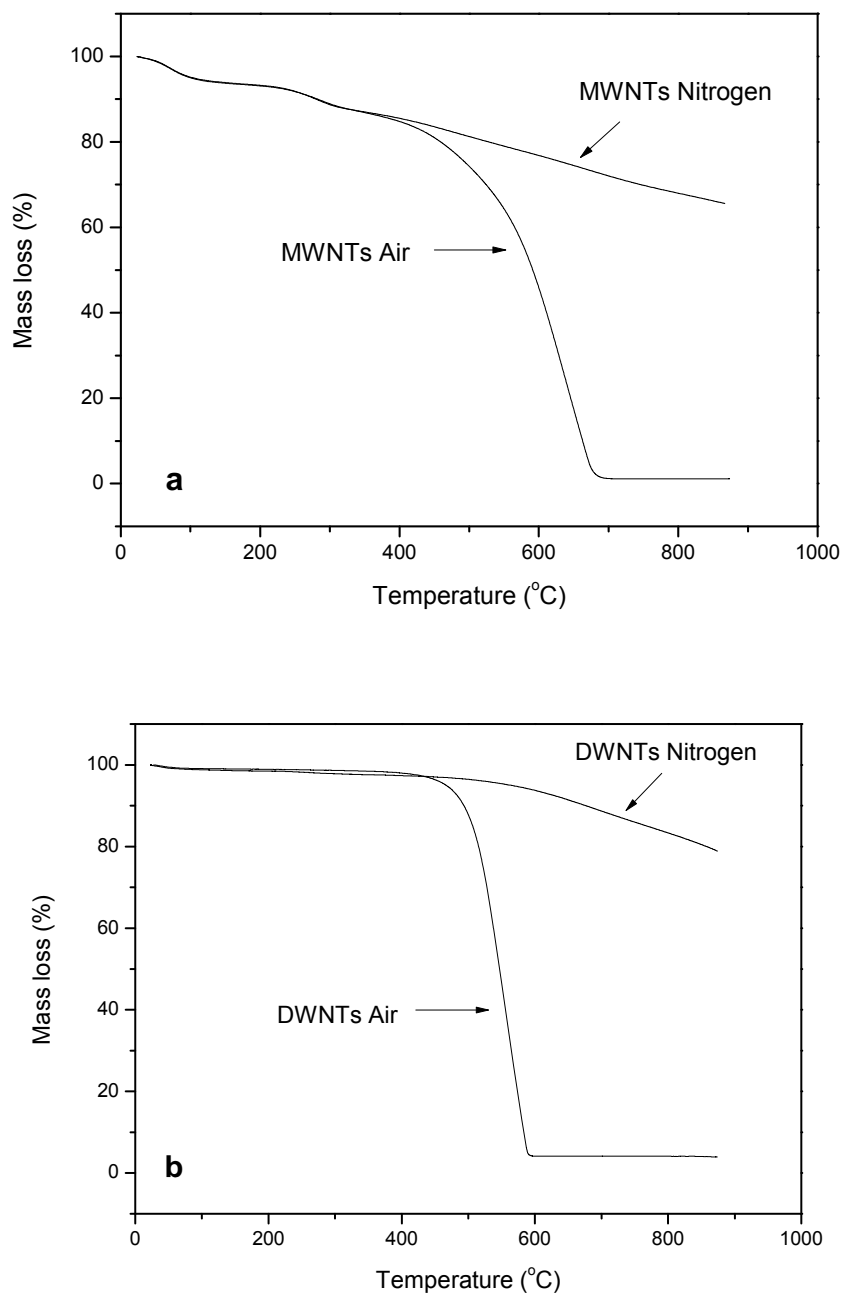 100
MWNTs Nitrogen
80
60
MWNTs Air
40
20
0
a
Mass loss (%)
0 200 400 600 800 1000
Temperature (°C)
100
DWNTs Nitrogen
80
60
40
DWNTs Air
20
0
b
Mass loss (%)
0 200 400 600 800 1000
Temperature (°C)